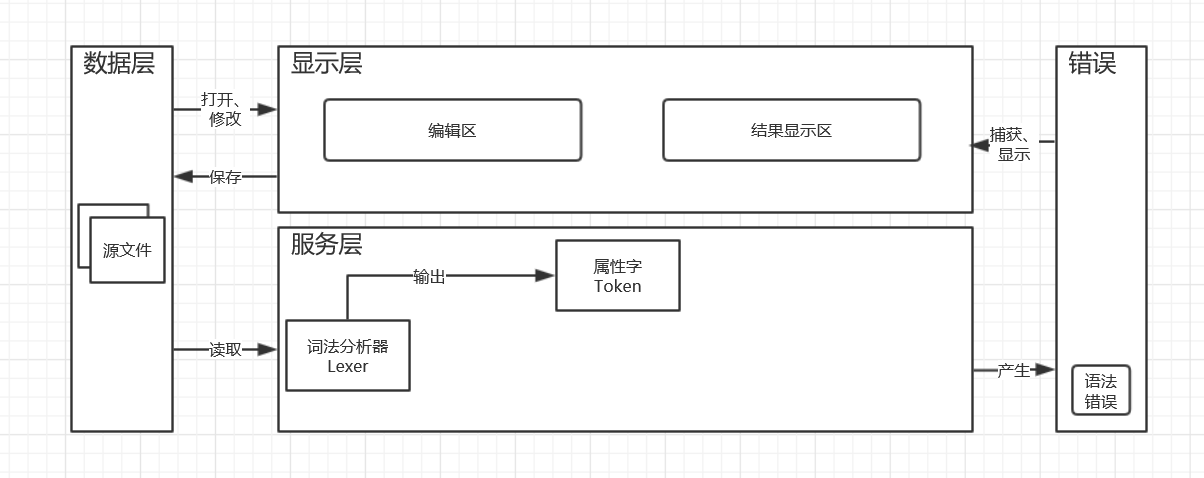 数据层
打开、
修改
保存
源文件
读取
显示层
编辑区
结果显示区
服务层
输出
属性字
Token
词法分析器
Lexer
错误
捕获、
显示
产生
语法
错误